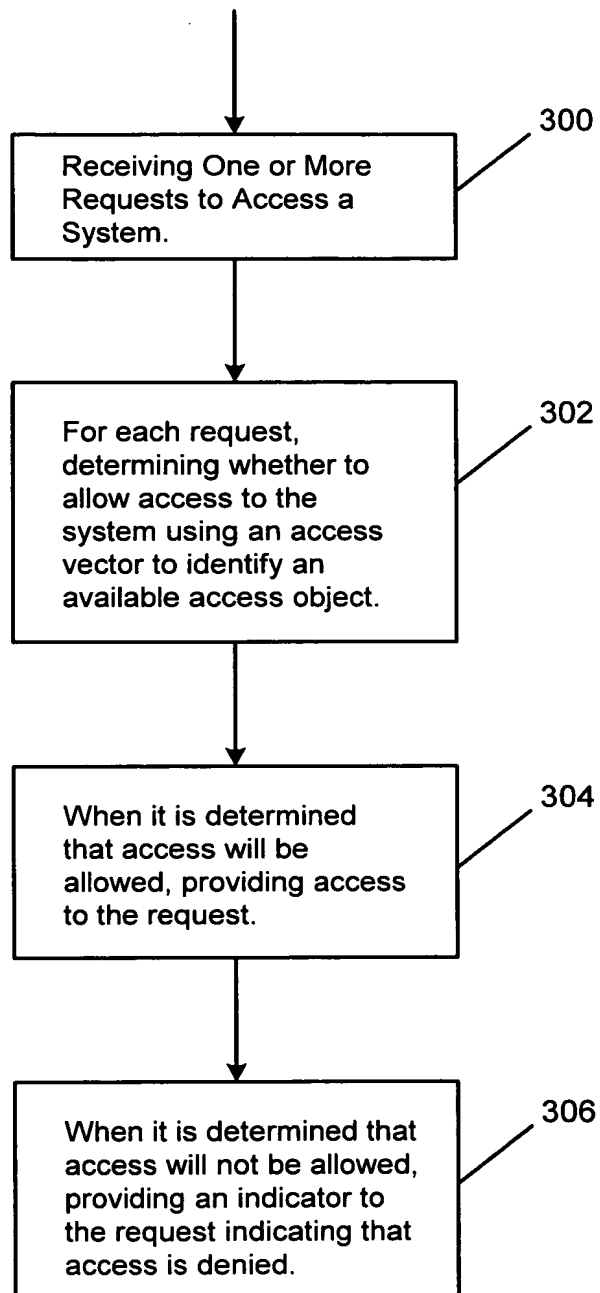 300
Receiving One or More
Requests to Access a
System.
302
For each request,
determining whether to
allow access to the
system using an access
vector to identify an
available access object.
304
When it is determined
that access will be
allowed, providing access
to the request.
306
When it is determined that
access will not be allowed,
providing an indicator to
the request indicating that
access is denied.